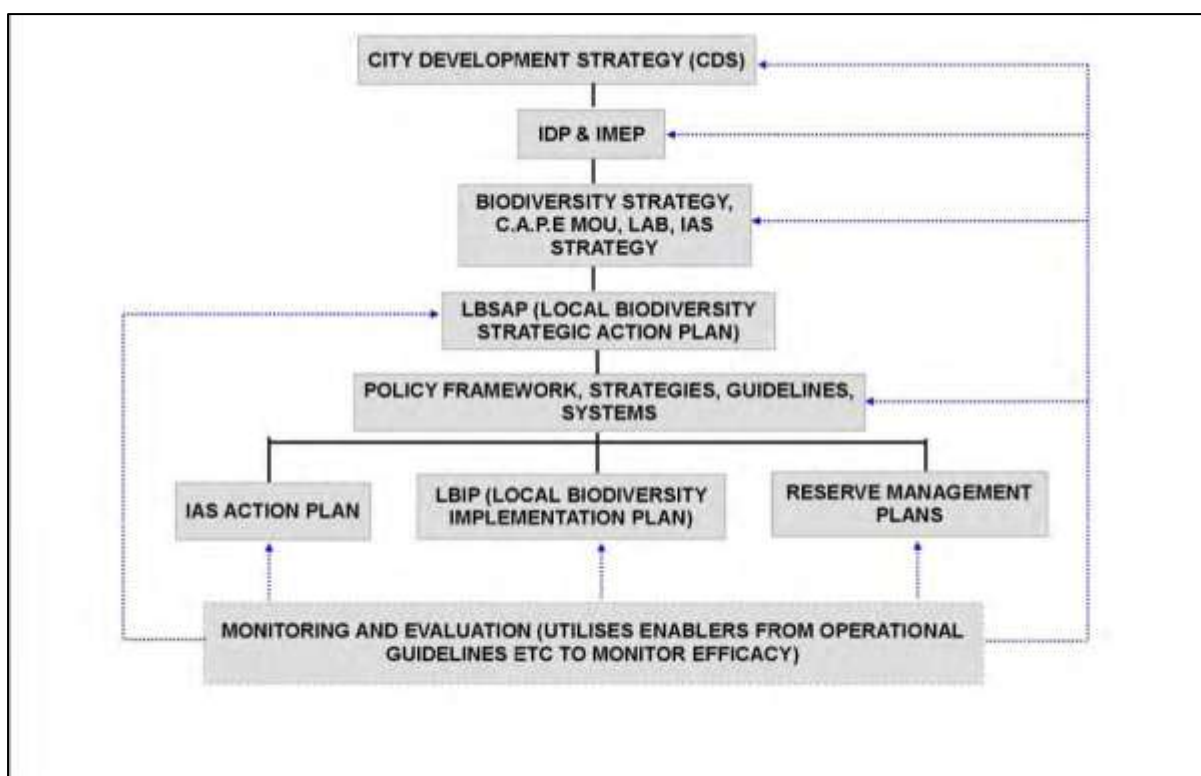 CITY DEVELOPMENT STRATEGY (CDS)
IDP & IMEP
BIODIVERSITY STRATEGY,
C.A.P.E MOU, LAB, IAS
STRATEGY
LBSAP (LOCAL BIODIVERSITY
STRATEGIC ACTION PLAN)
POLICY FRAMEWORK, STRATEGIES, GUIDELINES,
SYSTEMS
IAS ACTION PLAN
LBIP (LOCAL BIODIVERSITY
IMPLEMENTATION PLAN)
RESERVE MANAGEMENT
PLANS
MONITORING AND EVALUATION (UTILISES ENABLERS FROM OPERATIONAL
GUIDELINES ETC TO MONITOR EFFICACY)